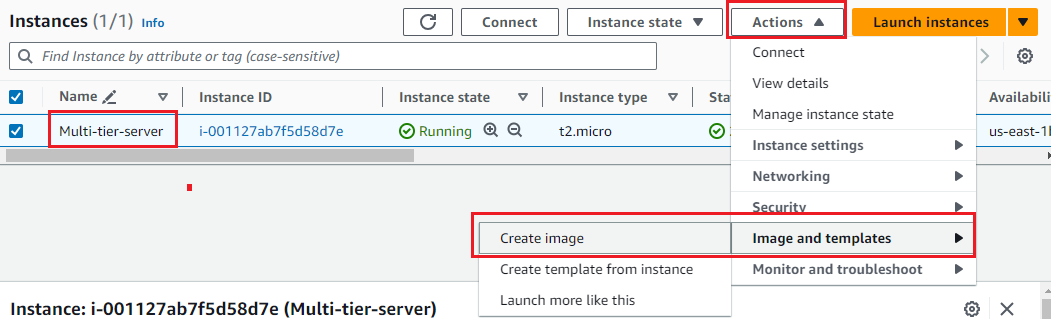 Instances (1/1) Info Connect Instance state Actions Launch instances
Find Instance by attribute or tag (case-sensitive) Connect
View details
Name Instance ID Instance state Instance type Availabili
Manage instance state
Multi-tier-server i-001127ab7f5d58d7e Running t2.micro us-east-1
Instance settings
Networking
Security
Create image Image and templates
Create template from instance Monitor and troubleshoot
Launch more like this
Instance: i-001127ab7f5d58d7e (Multi-tier-server)